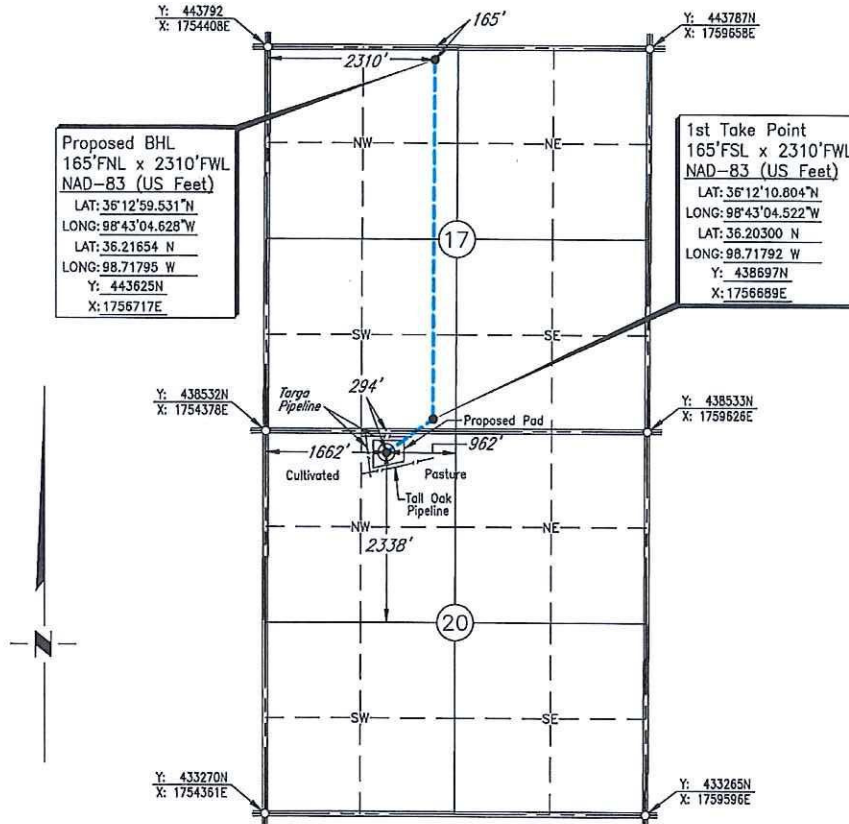 Y: 443792
X: 1754408E
165'
Y: 443787N
X: 1759658E
2310'
Proposed BHL
165'FNL x 2310'FWL
NAD-83 (US Feet)
LAT: 36°12'59.531"N
LONG: 98°43'04.628"W
LAT: 36.21654 N
LONG: 98.71795 W
Y: 443625N
X: 1756717E
1st Take Point
165'FSL x 2310'FWL
NAD-83 (US Feet)
LAT: 36°12'10.804"N
LONG: 98°43'04.522"W
LAT: 36.20300 N
LONG: 98.71792 W
Y: 438697N
X: 1756689E
NW
NE
17
SW
SE
Y: 438532N
X: 1754378E
Targa
Pipeline
294'
Proposed Pad
Y: 438533N
X: 1759626E
1662'
962'
Cultivated
Pasture
Tall Oak
Pipeline
NW
NE
2338'
20
N
SW
SE
Y: 433270N
X: 1754361E
Y: 433265N
X: 1759596E